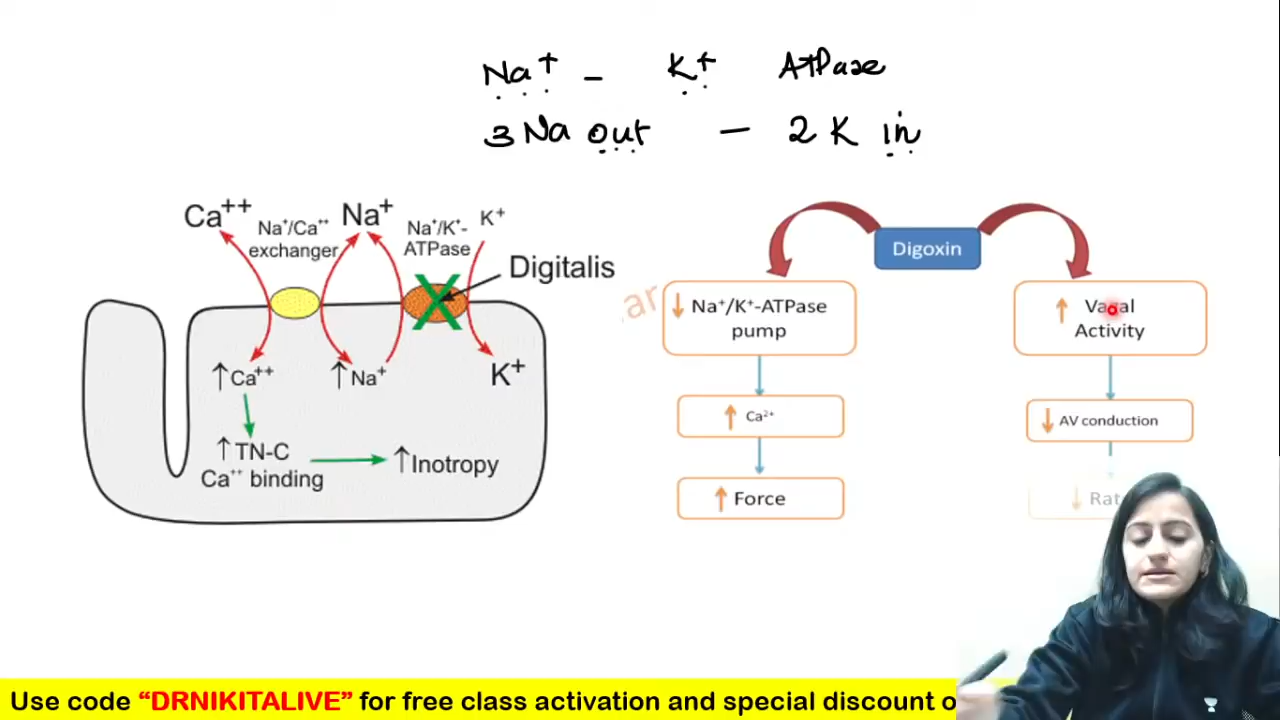 Na+ - K+ ATPase
3 Na out - 2 K in
Ca++
Na+/Ca++
exchanger
Na+
Na+/K+-
ATPase
K+
Digitalis
↑Ca++
↑Na+
K+
↑TN-C
Ca++ binding
↑Inotropy
Digoxin
↓ Na+/K+-ATPase
pump
↑ Ca2+
↑ Force
↑ Vagal
Activity
↓ AV conduction
↓
Use code “DRNIKITALIVE” for free class activation and special discount